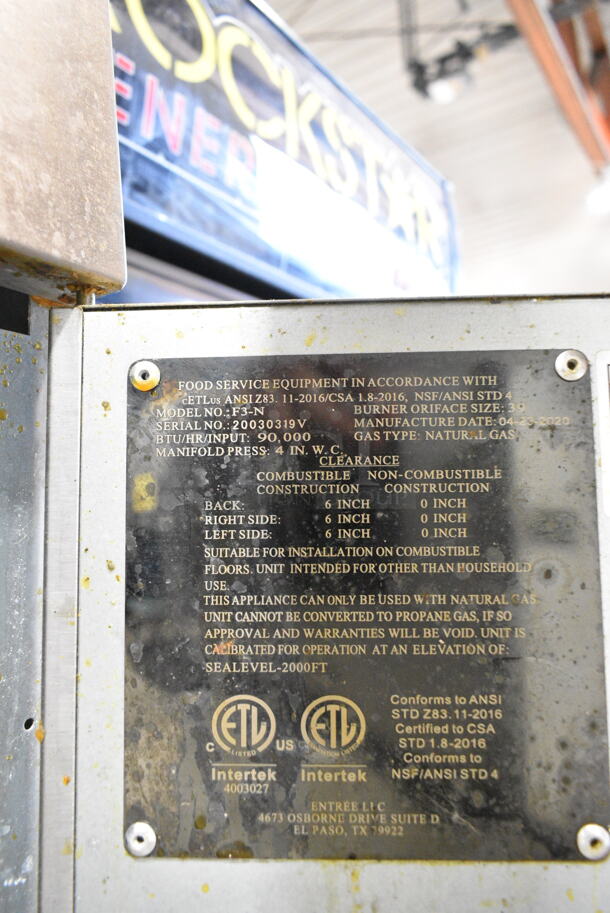 ROCKSTAR
ENER
FOOD SERVICE EQUIPMENT IN ACCORDANCE WITH
cETLus ANSI Z83. 11-2016/CSA 1.8-2016, NSF/ANSI STD 4
MODEL NO.: F3-N BURNER ORIFACE SIZE: 39
SERIAL NO.: 20030319V MANUFACTURE DATE: 04-23-2020
BTU/HR/INPUT: 90,000 GAS TYPE: NATURAL GAS
MANIFOLD PRESS: 4 IN. W. C.
CLEARANCE
COMBUSTIBLE NON-COMBUSTIBLE
CONSTRUCTION CONSTRUCTION
BACK: 6 INCH 0 INCH
RIGHT SIDE: 6 INCH 0 INCH
LEFT SIDE: 6 INCH 0 INCH
SUITABLE FOR INSTALLATION ON COMBUSTIBLE
FLOORS. UNIT INTENDED FOR OTHER THAN HOUSEHOLD
USE.
THIS APPLIANCE CAN ONLY BE USED WITH NATURAL GAS
UNIT CANNOT BE CONVERTED TO PROPANE GAS, IF SO
APPROVAL AND WARRANTIES WILL BE VOID. UNIT IS
CALIBRATED FOR OPERATION AT AN ELEVATION OF:
SEALEVEL-2000FT
ETL ETL
C LISTED US
Intertek Intertek
4003027
Conforms to ANSI
STD Z83.11-2016
Certified to CSA
STD 1.8-2016
Conforms to
NSF/ANSI STD 4
ENTRÉE LLC
4673 OSBORNE DRIVE SUITE D
EL PASO, TX 79922